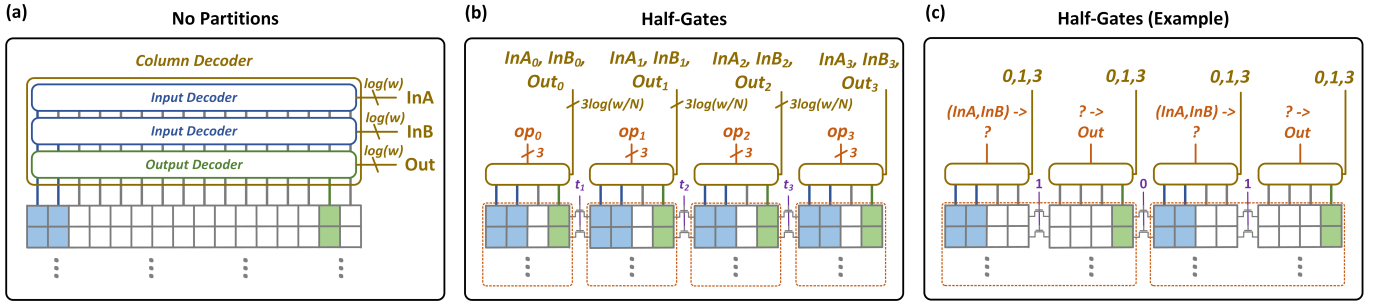 (a)
No Partitions
Column Decoder
Input Decoder
log(w)
InA
Input Decoder
log(w)
InB
Output Decoder
log(w)
Out
(b)
Half-Gates
InA0, InB0,
Out0
InA1, InB1,
Out1
InA2, InB2,
Out2
InA3, InB3,
Out3
3log(w/N)
3log(w/N)
3log(w/N)
op0
3
op1
3
op2
3
op3
3
t1
t2
t3
(c)
Half-Gates (Example)
0,1,3
0,1,3
0,1,3
0,1,3
(InA,InB) ->
?
? ->
Out
(InA,InB) ->
?
? ->
Out
1
0
1